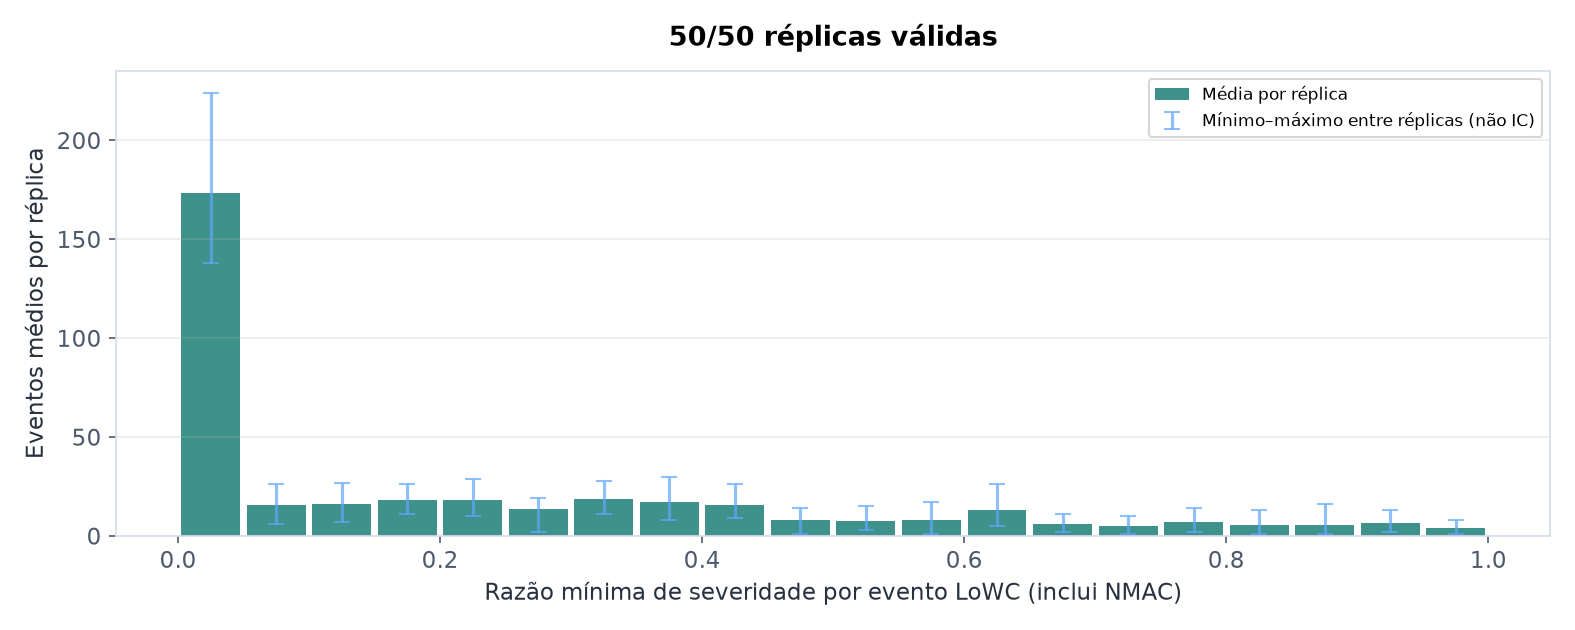 50/50 réplicas válidas
Média por réplica
Mínimo–máximo entre réplicas (não IC)
Eventos médios por réplica
200
150
100
50
0
0.0 0.2 0.4 0.6 0.8 1.0
Razão mínima de severidade por evento LoWC (inclui NMAC)